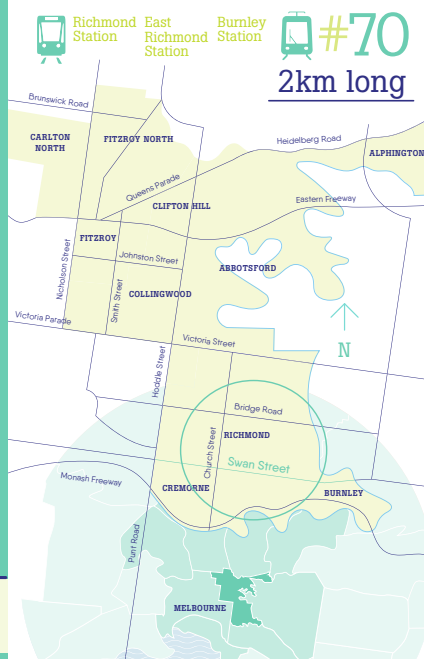 Richmond
Station
East
Richmond
Station
Burnley
Station
#70
2km long
Brunswick Road
CARLTON
NORTH
FITZROY NORTH
Heidelberg Road
ALPHINGTON
Queens Parade
CLIFTON HILL
Eastern Freeway
FITZROY
Nicholson Street
Johnston Street
ABBOTSFORD
Smith Street
COLLINGWOOD
Victoria Parade
Victoria Street
N
Hoddle Street
Bridge Road
RICHMOND
Church Street
Swan Street
Monash Freeway
CREMORNE
BURNLEY
Punt Road
MELBOURNE